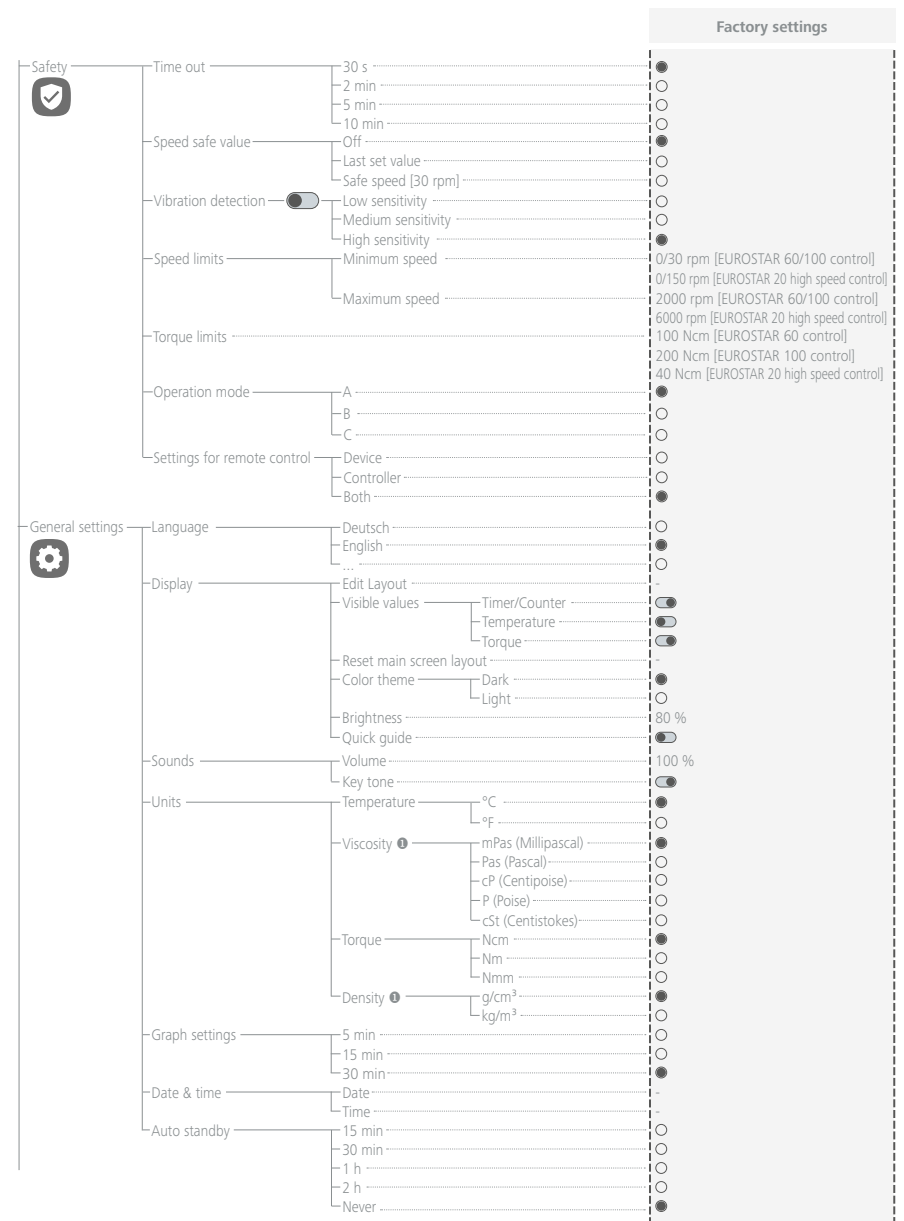 Factory settings
Safety Time out 30 s
2 min
5 min
10 min
Speed safe value Off
Last set value
Safe speed [30 rpm]
Vibration detection Low sensitivity
Medium sensitivity
High sensitivity
Speed limits Minimum speed 0/30 rpm [EUROSTAR 60/100 control]
0/150 rpm [EUROSTAR 20 high speed control]
Maximum speed 2000 rpm [EUROSTAR 60/100 control]
6000 rpm [EUROSTAR 20 high speed control]
Torque limits 100 Ncm [EUROSTAR 60 control]
200 Ncm [EUROSTAR 100 control]
40 Ncm [EUROSTAR 20 high speed control]
Operation mode A
B
C
Settings for remote control Device
Controller
Both
General settings Language Deutsch
English
...
Display Edit Layout -
Visible values Timer/Counter
Temperature
Torque
Reset main screen layout -
Color theme Dark
Light
Brightness 80 %
Quick guide
Sounds Volume 100 %
Key tone
Units Temperature °C
°F
Viscosity ❶ mPas (Millipascal)
Pas (Pascal)
cP (Centipoise)
P (Poise)
cSt (Centistokes)
Torque Ncm
Nm
Nmm
Density ❶ g/cm³
kg/m³
Graph settings 5 min
15 min
30 min
Date & time Date -
Time -
Auto standby 15 min
30 min
1 h
2 h
Never